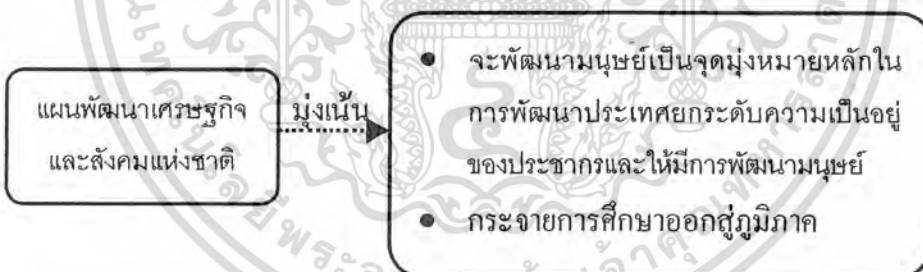 แผนพัฒนาเศรษฐกิจ
และสังคมแห่งชาติ
มุ่งเน้น
● จะพัฒนามนุษย์เป็นจุดมุ่งหมายหลักใน
การพัฒนาประเทศยกระดับความเป็นอยู่
ของประชากรและให้มีการพัฒนามนุษย์
● กระจายการศึกษาออกสู่ภูมิภาค